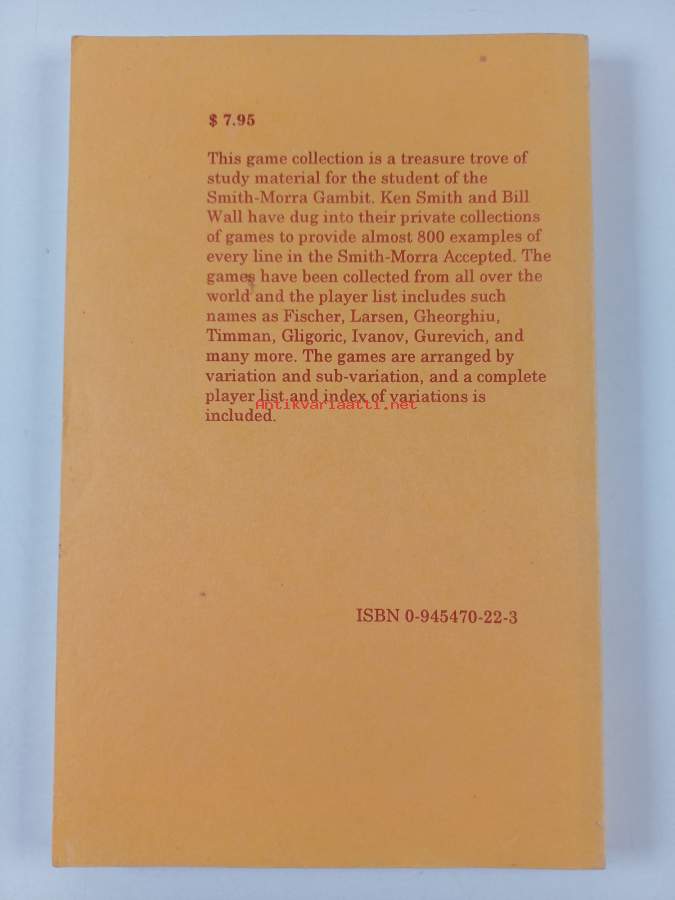 $ 7.95
This game collection is a treasure trove of
study material for the student of the
Smith-Morra Gambit. Ken Smith and Bill
Wall have dug into their private collections
of games to provide almost 800 examples of
every line in the Smith-Morra Accepted. The
games have been collected from all over the
world and the player list includes such
names as Fischer, Larsen, Gheorghiu,
Timman, Gligoric, Ivanov, Gurevich, and
many more. The games are arranged by
variation and sub-variation, and a complete
player list and index of variations is
Antikvariaatti.net
included.
ISBN 0-945470-22-3